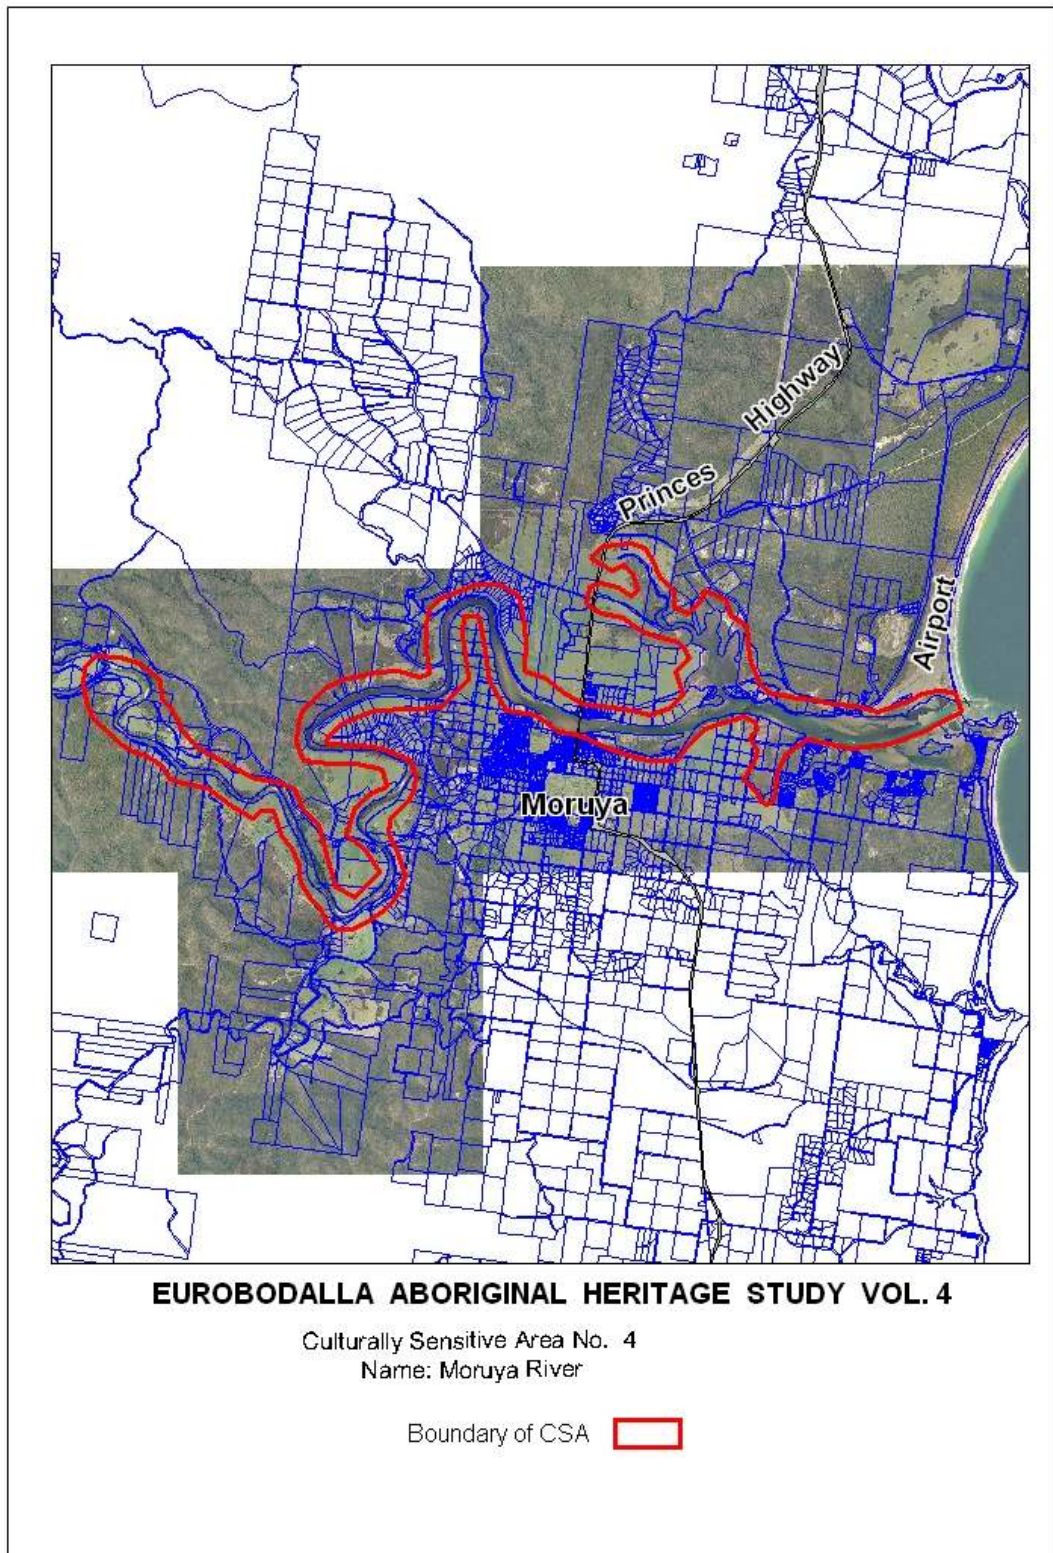 Princes Highway
Airport
Moruya
EUROBODALLA ABORIGINAL HERITAGE STUDY VOL. 4
Culturally Sensitive Area No. 4
Name: Moruya River
Boundary of CSA